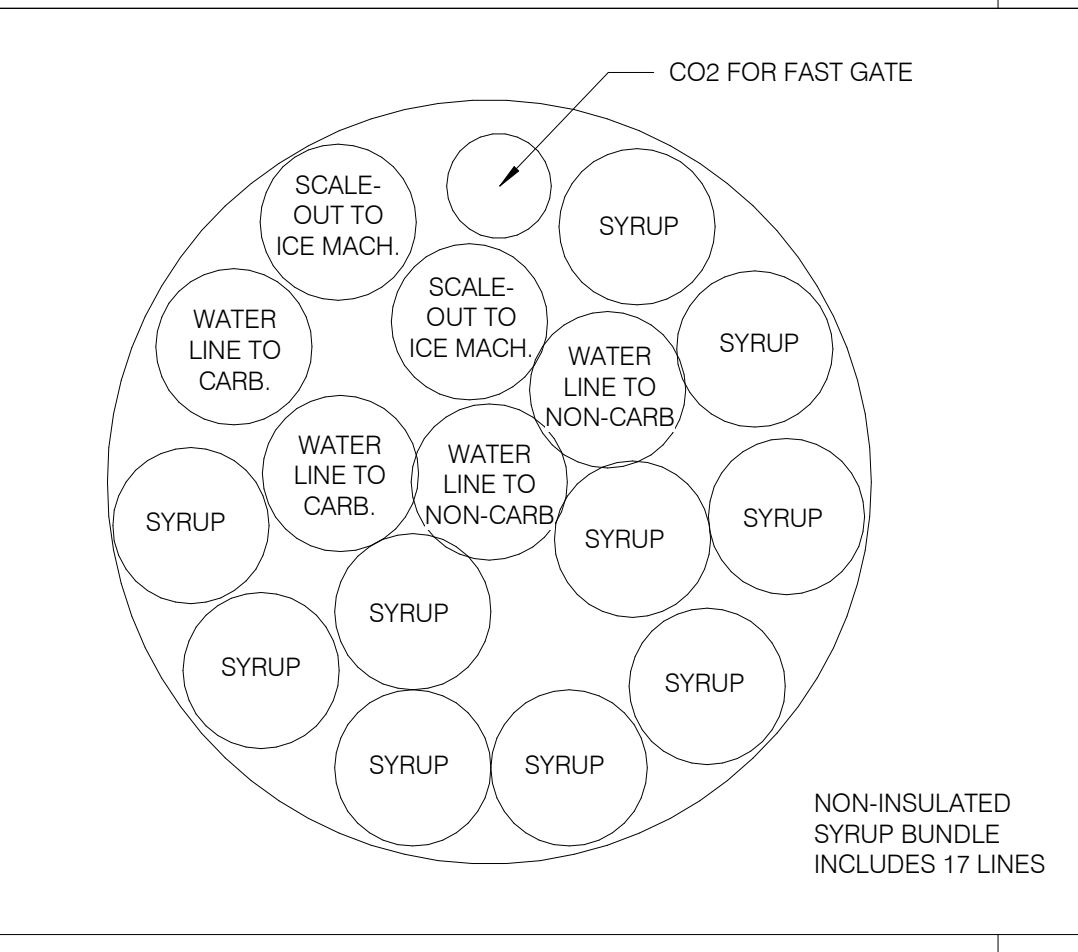 CO2 FOR FAST GATE
SCALE-
OUT TO
ICE MACH.
SYRUP
SCALE-
OUT TO
ICE MACH.
WATER
LINE TO
CARB.
SYRUP
WATER
LINE TO
NON-CARB
WATER
LINE TO
CARB.
WATER
LINE TO
NON-CARB
SYRUP
SYRUP
SYRUP
SYRUP
SYRUP
SYRUP
SYRUP
SYRUP
NON-INSULATED
SYRUP BUNDLE
INCLUDES 17 LINES